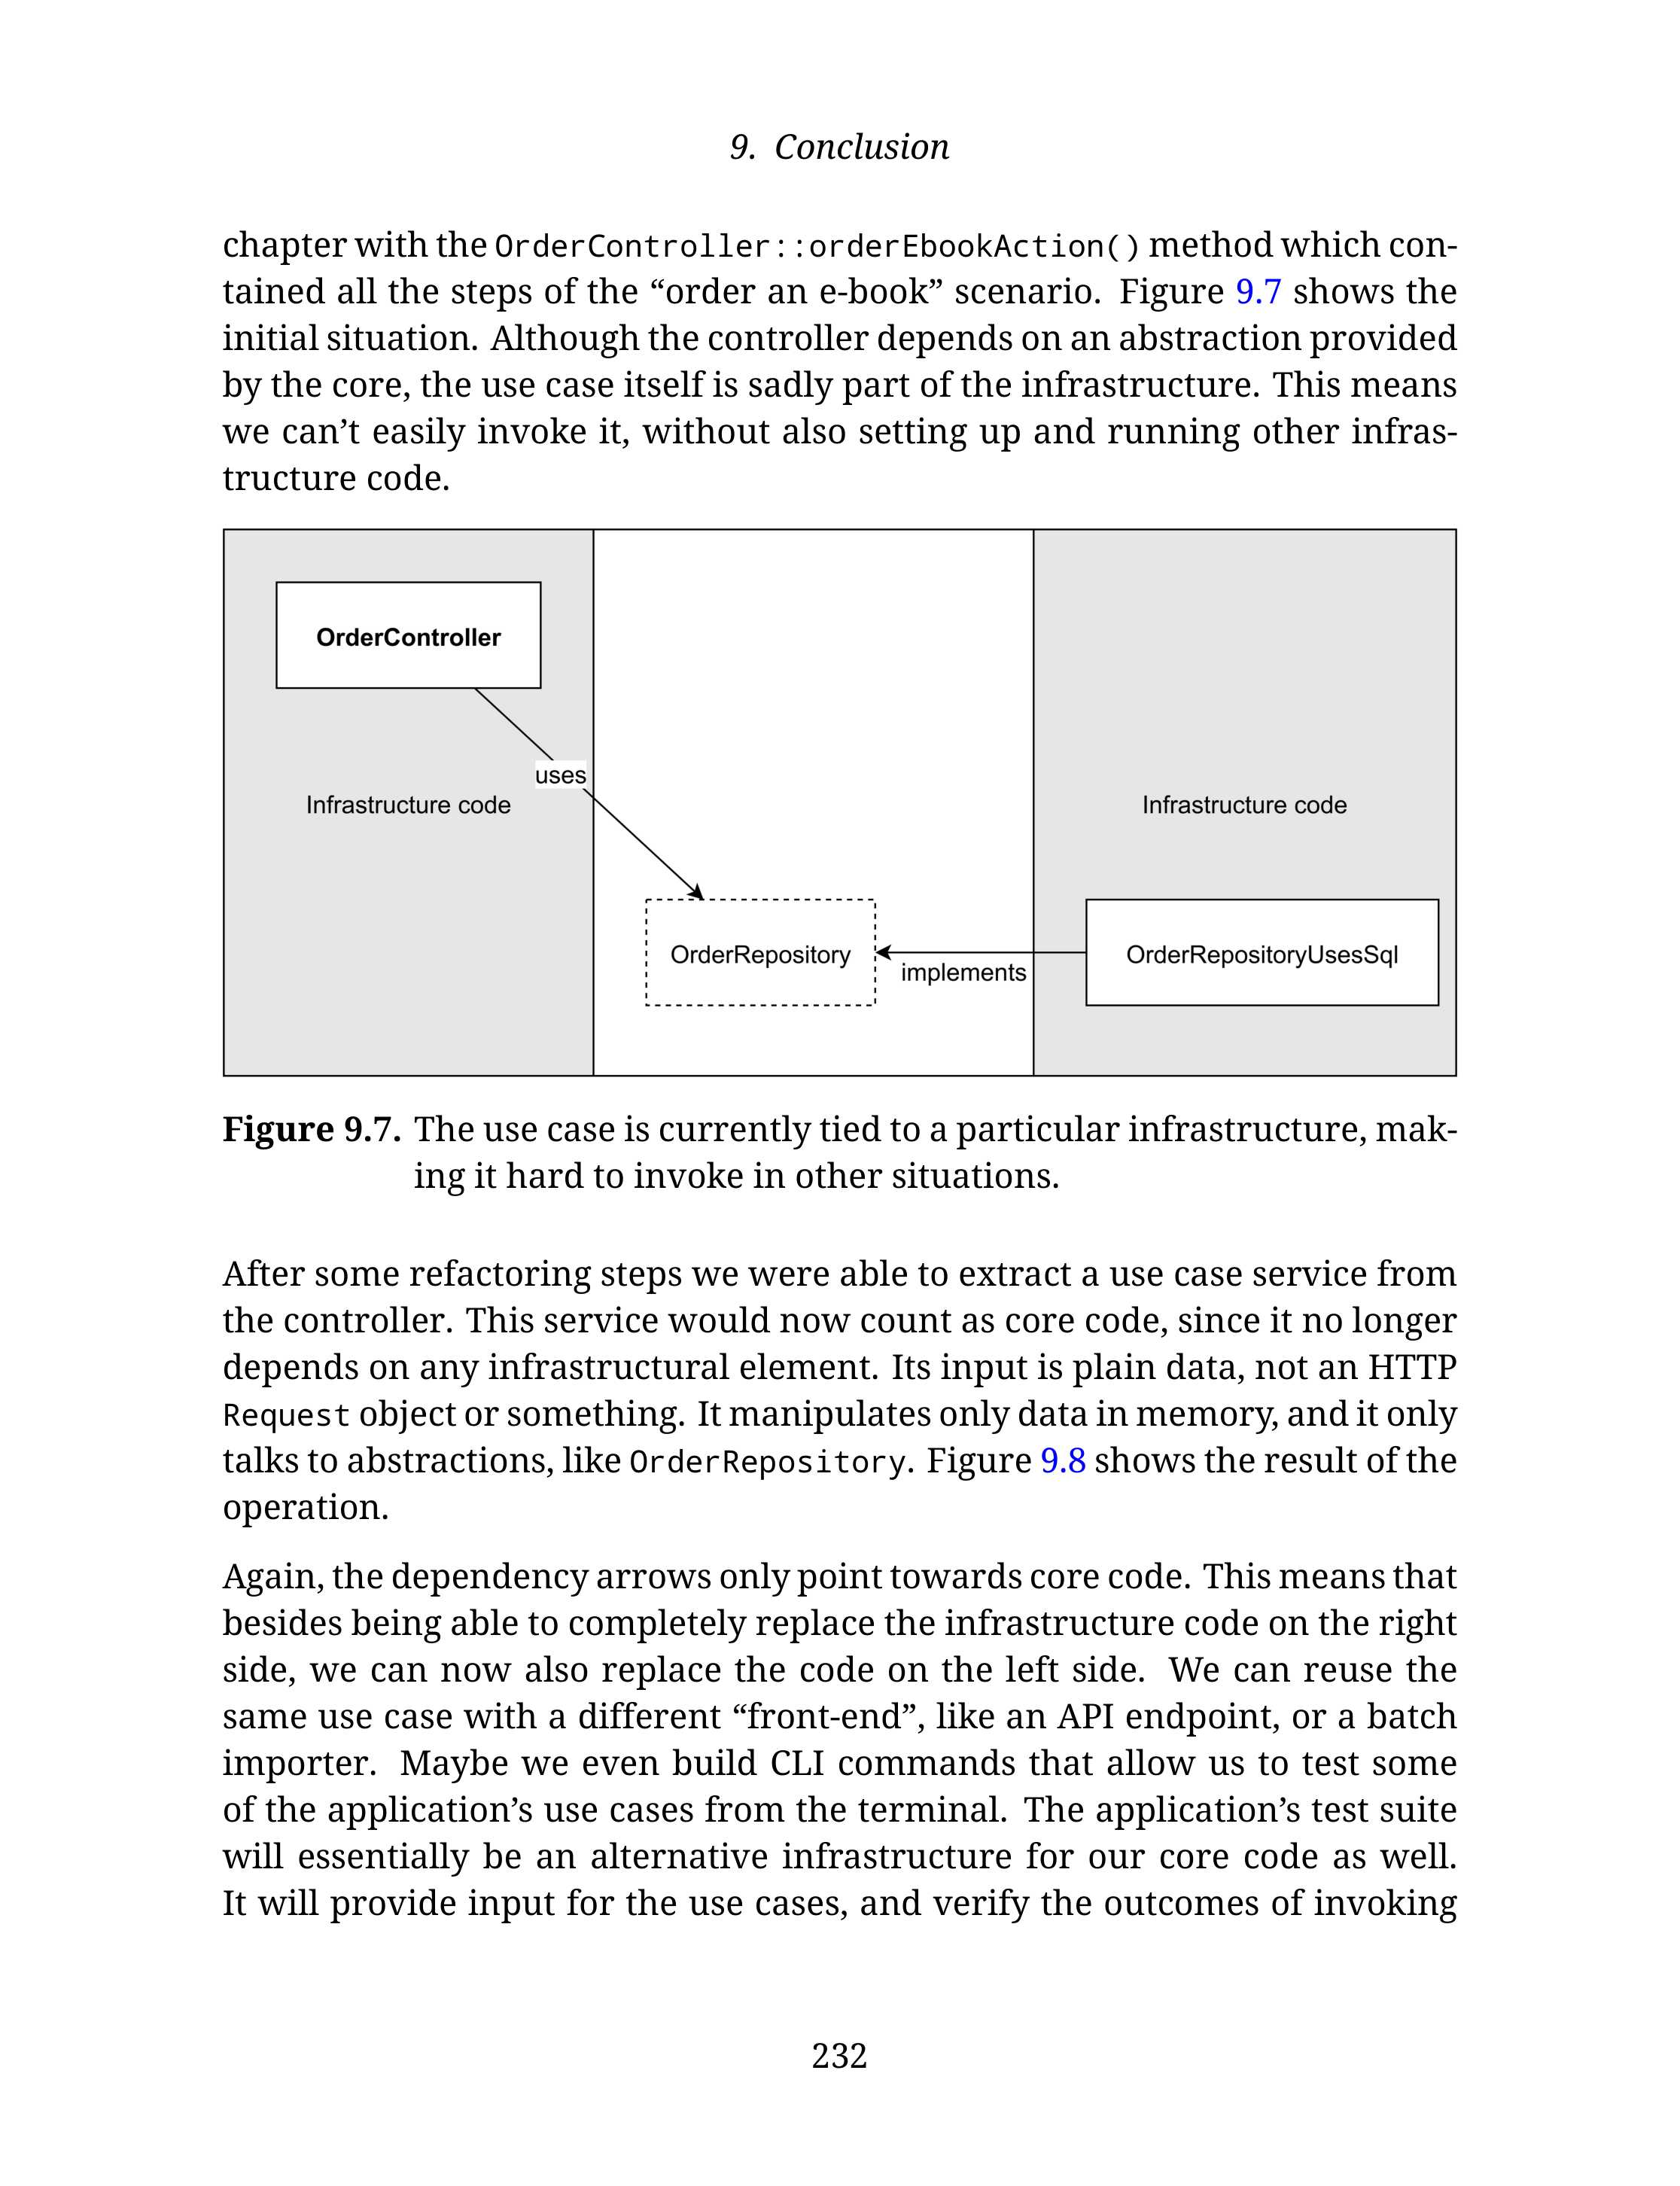 9. Conclusion
chapter with the OrderController::orderEbookAction() method which con-
tained all the steps of the “order an e-book” scenario. Figure 9.7 shows the
initial situation. Although the controller depends on an abstraction provided
by the core, the use case itself is sadly part of the infrastructure. This means
we can’t easily invoke it, without also setting up and running other infras-
tructure code.
OrderController
uses
Infrastructure code
Infrastructure code
OrderRepository
implements
OrderRepositoryUsesSql
Figure 9.7. The use case is currently tied to a particular infrastructure, mak-
ing it hard to invoke in other situations.
After some refactoring steps we were able to extract a use case service from
the controller. This service would now count as core code, since it no longer
depends on any infrastructural element. Its input is plain data, not an HTTP
Request object or something. It manipulates only data in memory, and it only
talks to abstractions, like OrderRepository. Figure 9.8 shows the result of the
operation.
Again, the dependency arrows only point towards core code. This means that
besides being able to completely replace the infrastructure code on the right
side, we can now also replace the code on the left side. We can reuse the
same use case with a different “front-end”, like an API endpoint, or a batch
importer. Maybe we even build CLI commands that allow us to test some
of the application’s use cases from the terminal. The application’s test suite
will essentially be an alternative infrastructure for our core code as well.
It will provide input for the use cases, and verify the outcomes of invoking
232